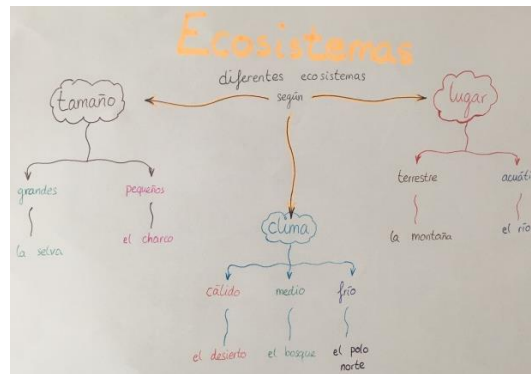 Ecosistemas
diferentes ecosistemas
según
tamaño
lugar
grandes
pequeños
terrestre
acuáti
la selva
el charco
la montaña
el río
clima
cálido
medio
frío
el desierto
el bosque
el polo
norte